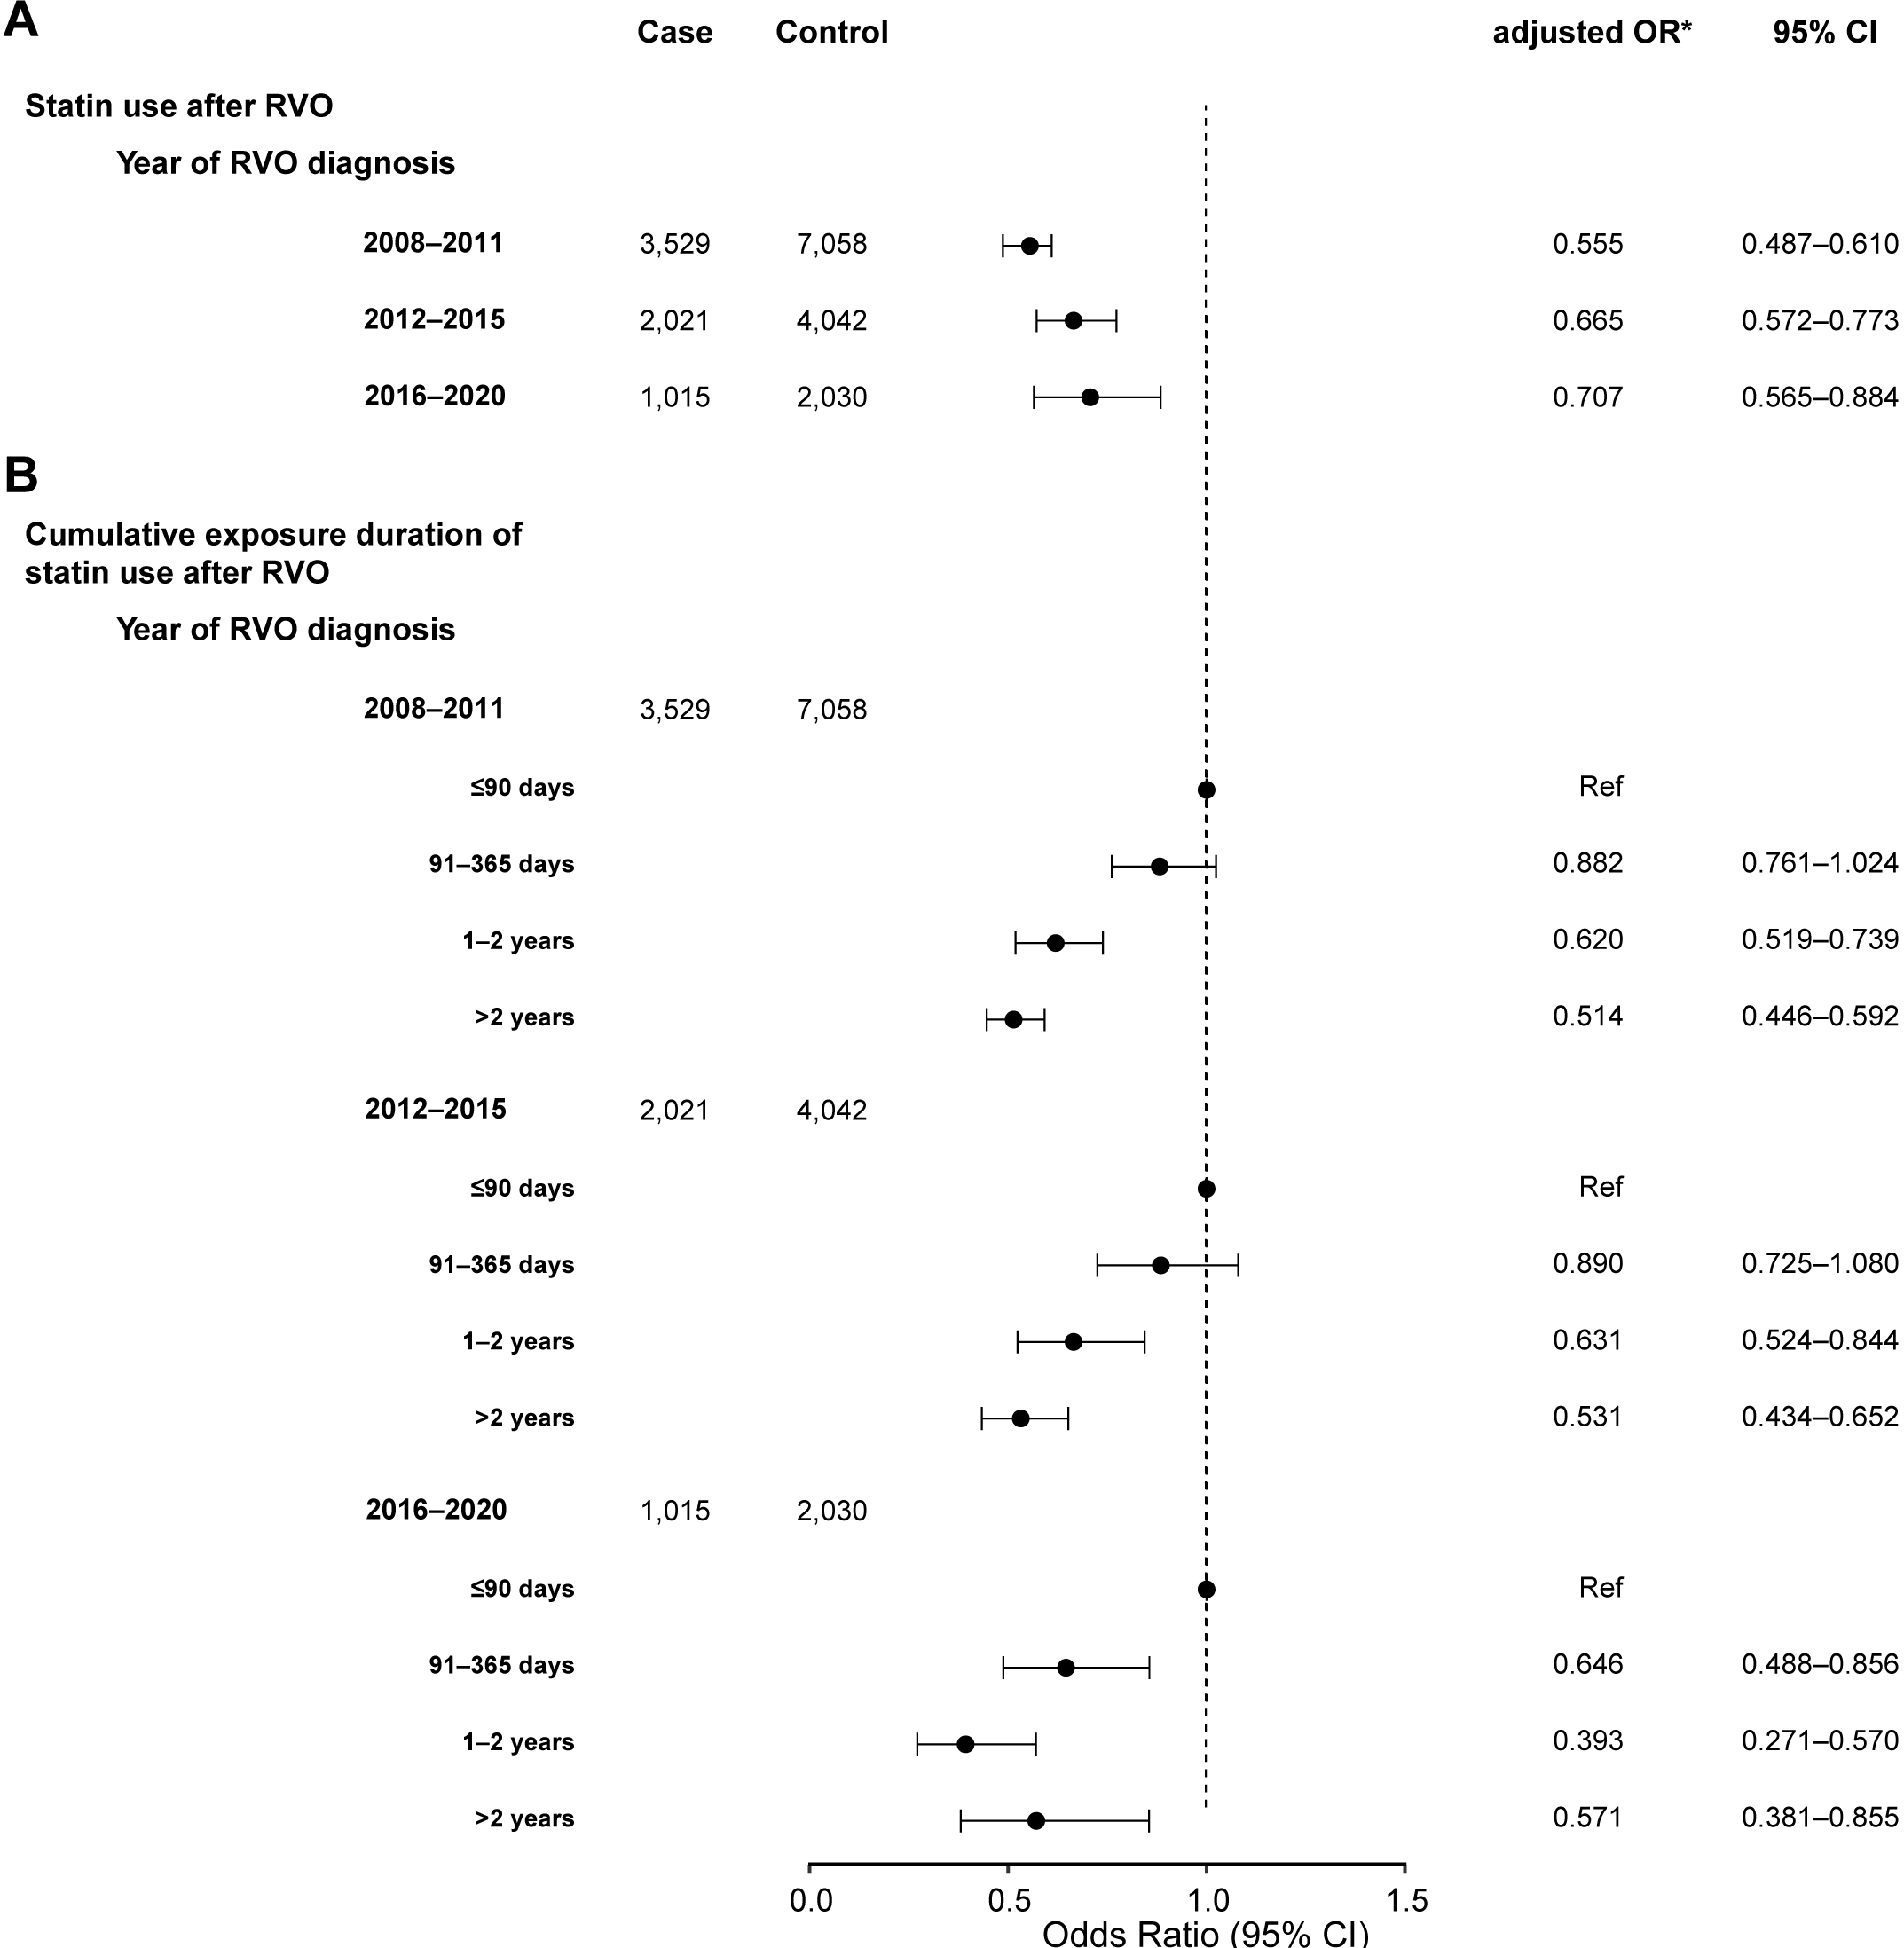 A
Case Control adjusted OR* 95% CI
Statin use after RVO
Year of RVO diagnosis
2008–2011 3,529 7,058 0.555 0.487–0.610
2012–2015 2,021 4,042 0.665 0.572–0.773
2016–2020 1,015 2,030 0.707 0.565–0.884
B
Cumulative exposure duration of
statin use after RVO
Year of RVO diagnosis
2008–2011 3,529 7,058
≤90 days Ref
91–365 days 0.882 0.761–1.024
1–2 years 0.620 0.519–0.739
>2 years 0.514 0.446–0.592
2012–2015 2,021 4,042
≤90 days Ref
91–365 days 0.890 0.725–1.080
1–2 years 0.631 0.524–0.844
>2 years 0.531 0.434–0.652
2016–2020 1,015 2,030
≤90 days Ref
91–365 days 0.646 0.488–0.856
1–2 years 0.393 0.271–0.570
>2 years 0.571 0.381–0.855
0.0 0.5 1.0 1.5
Odds Ratio (95% CI)